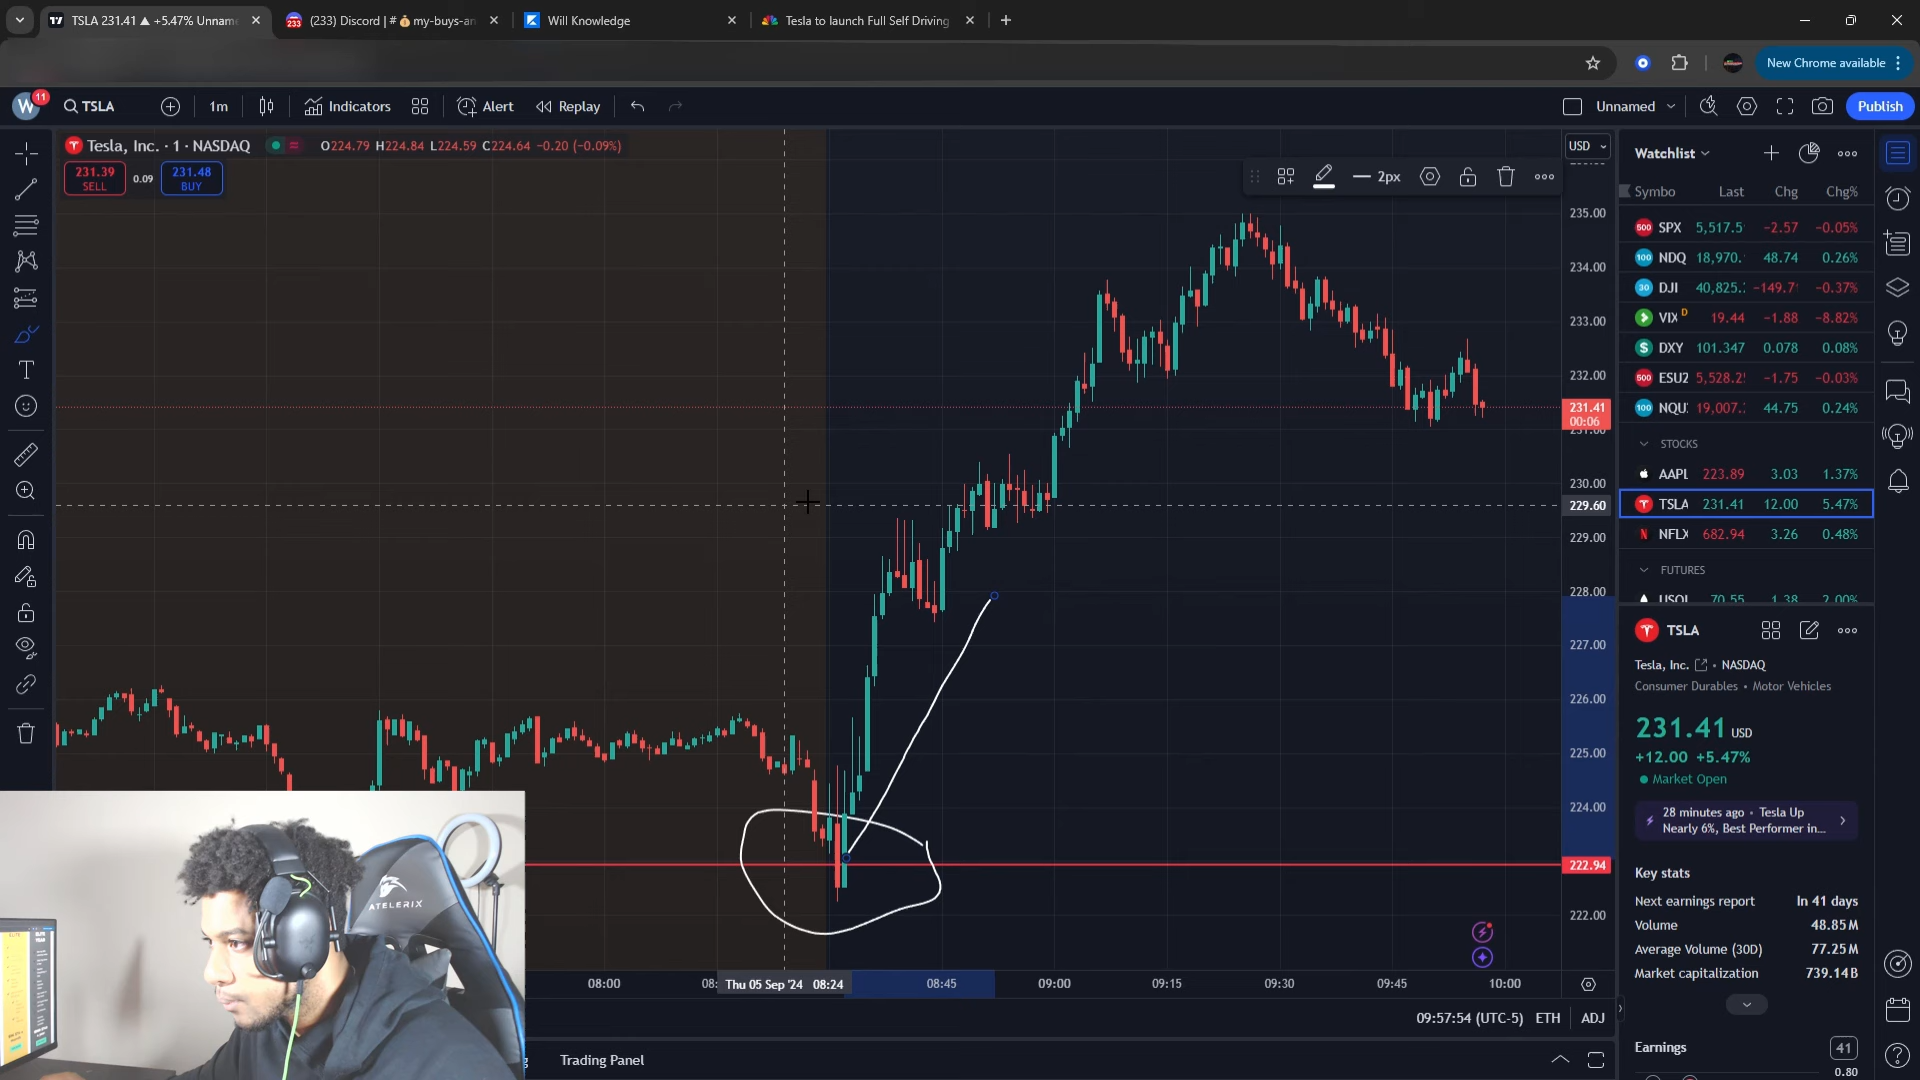 TSLA 231.41 ▲ +5.47% Unnam
(233) Discord | # 💰my-buys-an
Will Knowledge
Tesla to launch Full Self Driving
New Chrome available
W 11
TSLA
1m
Indicators
Alert
Replay
Unnamed
Publish
Tesla, Inc. · 1 · NASDAQ
O224.79 H224.84 L224.59 C224.64 −0.20 (−0.09%)
231.39
SELL
0.09
231.48
BUY
2px
USD
235.00
234.00
233.00
232.00
231.41
00:06
231.00
230.00
229.60
229.00
228.00
227.00
226.00
225.00
224.00
222.94
222.00
08:00
Thu 05 Sep '24 08:24
08:45
09:00
09:15
09:30
09:45
10:00
09:57:54 (UTC-5) ETH ADJ
Trading Panel
ATELERIX
Watchlist
Symbo Last Chg Chg%
SPX 5,517.5 −2.57 −0.05%
NDQ 18,970. 48.74 0.26%
DJI 40,825. −149.7 −0.37%
VIX D 19.44 −1.88 −8.82%
DXY 101.347 0.078 0.08%
ESU2 5,528.2 −1.75 −0.03%
NQU 19,007. 44.75 0.24%
STOCKS
AAPL 223.89 3.03 1.37%
TSLA 231.41 12.00 5.47%
NFLX 682.94 3.26 0.48%
FUTURES
USOI 70.55 1.38 2.00%
TSLA
Tesla, Inc. • NASDAQ
Consumer Durables • Motor Vehicles
231.41 USD
+12.00 +5.47%
Market Open
28 minutes ago • Tesla Up
Nearly 6%, Best Performer in...
Key stats
Next earnings report In 41 days
Volume 48.85M
Average Volume (30D) 77.25M
Market capitalization 739.14B
Earnings 41
0.80